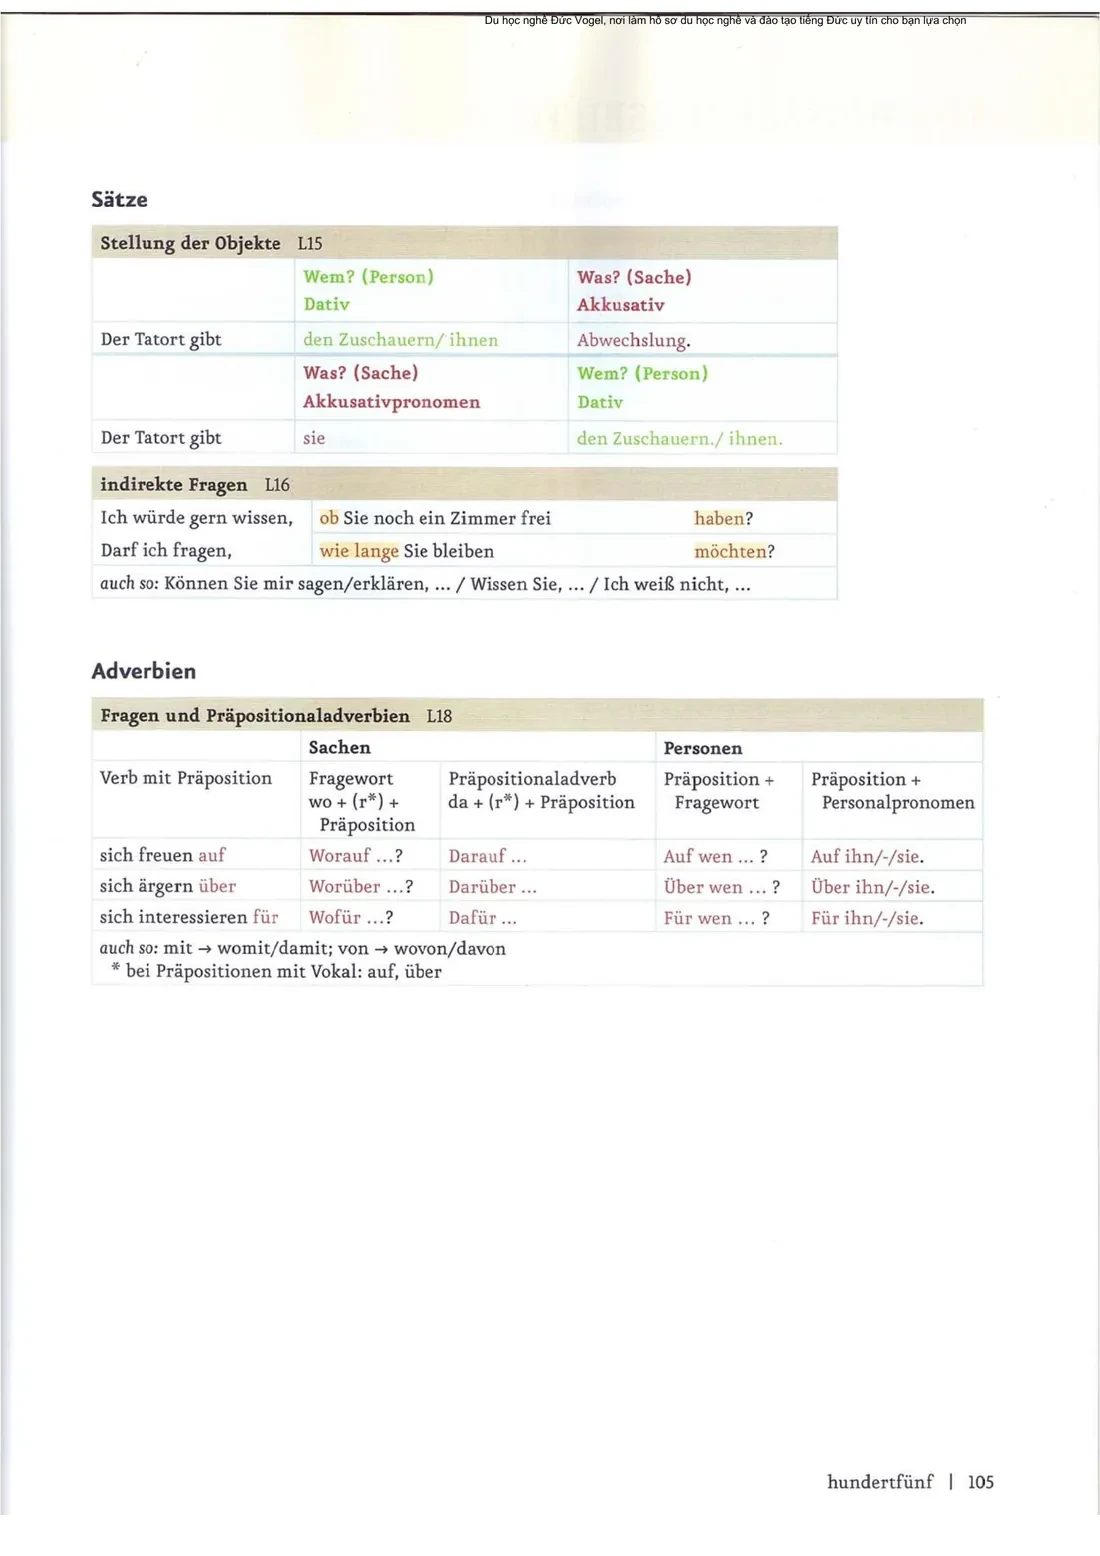 Du học nghề Đức Vogel, nơi làm hồ sơ du học nghề và đào tạo tiếng Đức uy tín cho bạn lựa chọn
Sätze
Stellung der Objekte L15
Wem? (Person) Was? (Sache)
Dativ Akkusativ
Der Tatort gibt den Zuschauern/ ihnen Abwechslung.
Was? (Sache) Wem? (Person)
Akkusativpronomen Dativ
Der Tatort gibt sie den Zuschauern./ ihnen.
indirekte Fragen L16
Ich würde gern wissen, ob Sie noch ein Zimmer frei haben?
Darf ich fragen, wie lange Sie bleiben möchten?
auch so: Können Sie mir sagen/erklären, ... / Wissen Sie, ... / Ich weiß nicht, ...
Adverbien
Fragen und Präpositionaladverbien L18
Sachen Personen
Verb mit Präposition Fragewort Präpositionaladverb Präposition + Präposition +
wo + (r*) + da + (r*) + Präposition Fragewort Personalpronomen
Präposition
sich freuen auf Worauf ...? Darauf ... Auf wen ... ? Auf ihn/-/sie.
sich ärgern über Worüber ...? Darüber ... Über wen ... ? Über ihn/-/sie.
sich interessieren für Wofür ...? Dafür ... Für wen ... ? Für ihn/-/sie.
auch so: mit → womit/damit; von → wovon/davon
* bei Präpositionen mit Vokal: auf, über
hundertfünf | 105